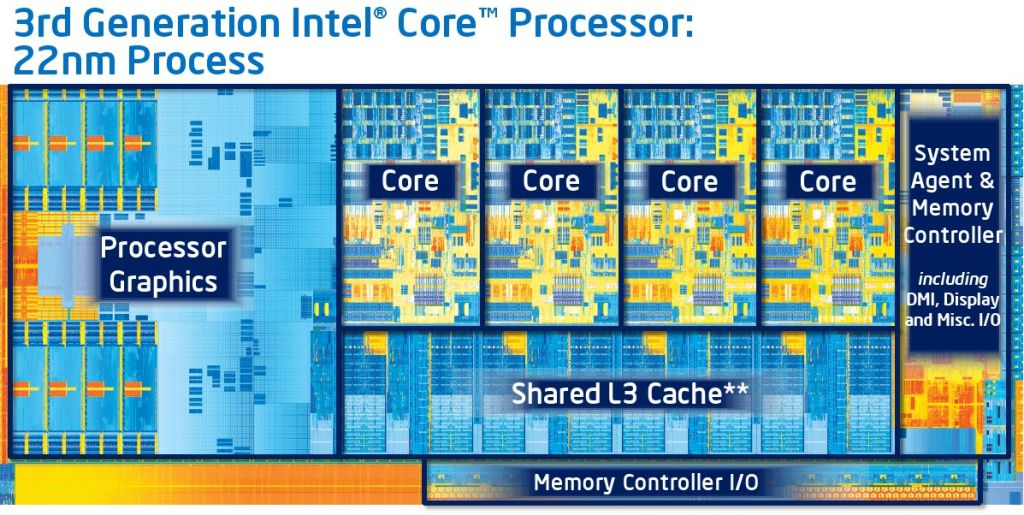 3rd Generation Intel® Core™ Processor:
22nm Process
Processor
Graphics
Core
Core
Core
Core
System
Agent &
Memory
Controller
including
DMI, Display
and Misc. I/O
Shared L3 Cache**
Memory Controller I/O